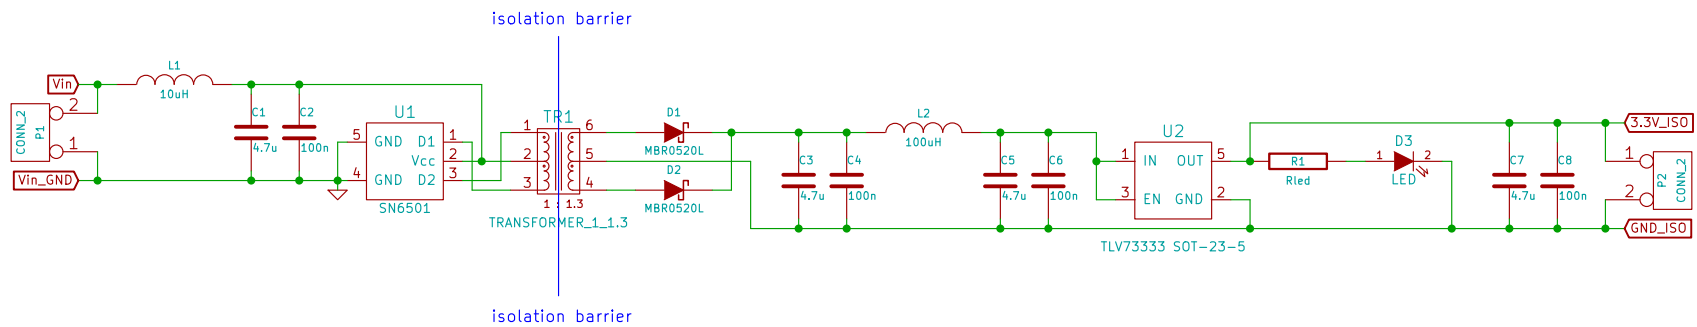 isolation barrier
Vin
CONN_2
P1
2
1
Vin_GND
L1
10uH
C1
4.7u
C2
100n
U1
5 GND D1 1
Vcc 2
4 GND D2 3
SN6501
TR1
1 6
2 5
3 4
1 : 1.3
TRANSFORMER_1_1.3
D1
MBR0520L
D2
MBR0520L
C3
4.7u
C4
100n
L2
100uH
C5
4.7u
C6
100n
U2
1 IN OUT 5
3 EN GND 2
TLV73333 SOT-23-5
R1
Rled
D3
1 2
LED
C7
4.7u
C8
100n
3.3V_ISO
1
2
P2
CONN_2
GND_ISO
isolation barrier